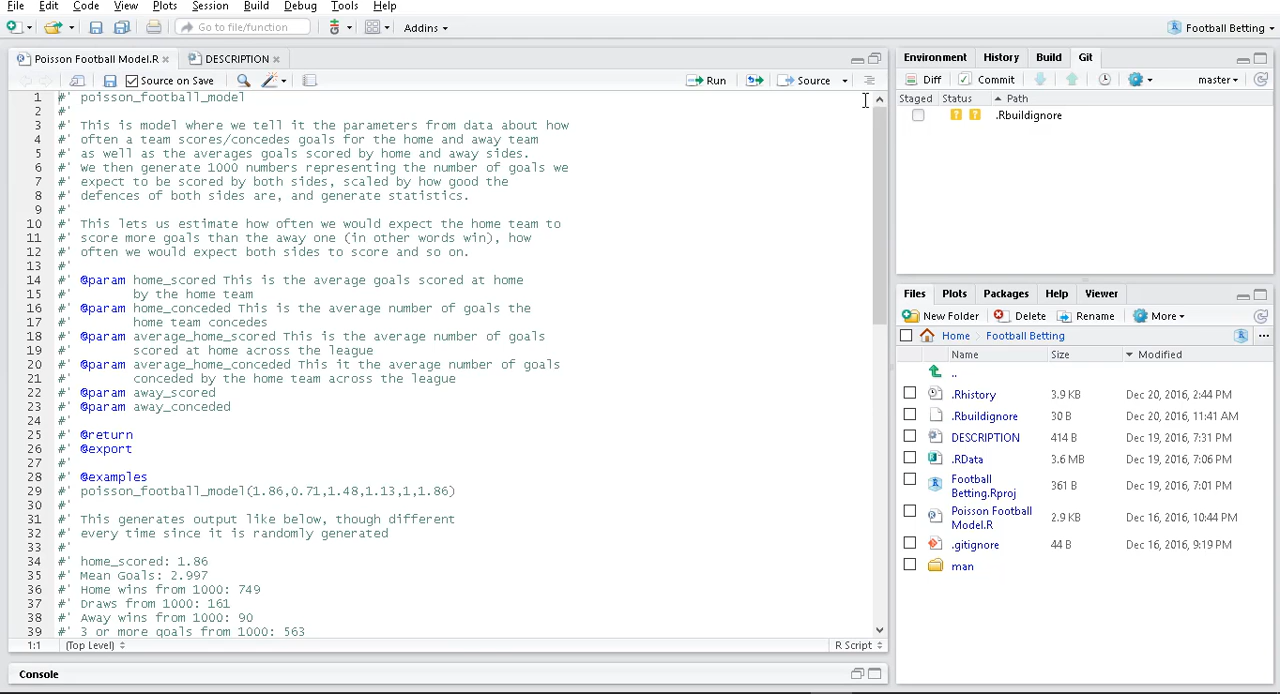 File Edit Code View Plots Session Build Debug Tools Help
Go to file/function Addins Football Betting
Poisson Football Model.R × DESCRIPTION ×
Source on Save Run Source
1 #' poisson_football_model
2 #'
3 #' This is model where we tell it the parameters from data about how
4 #' often a team scores/concedes goals for the home and away team
5 #' as well as the averages goals scored by home and away sides.
6 #' We then generate 1000 numbers representing the number of goals we
7 #' expect to be scored by both sides, scaled by how good the
8 #' defences of both sides are, and generate statistics.
9 #'
10 #' This lets us estimate how often we would expect the home team to
11 #' score more goals than the away one (in other words win), how
12 #' often we would expect both sides to score and so on.
13 #'
14 #' @param home_scored This is the average goals scored at home
15 #' by the home team
16 #' @param home_conceded This is the average number of goals the
17 #' home team concedes
18 #' @param average_home_scored This is the average number of goals
19 #' scored at home across the league
20 #' @param average_home_conceded This it the average number of goals
21 #' conceded by the home team across the league
22 #' @param away_scored
23 #' @param away_conceded
24 #'
25 #' @return
26 #' @export
27 #'
28 #' @examples
29 #' poisson_football_model(1.86,0.71,1.48,1.13,1,1.86)
30 #'
31 #' This generates output like below, though different
32 #' every time since it is randomly generated
33 #'
34 #' home_scored: 1.86
35 #' Mean Goals: 2.997
36 #' Home wins from 1000: 749
37 #' Draws from 1000: 161
38 #' Away wins from 1000: 90
39 #' 3 or more goals from 1000: 563
1:1 (Top Level) R Script
Console
Environment History Build Git
Diff Commit master
Staged Status Path
? ? .Rbuildignore
Files Plots Packages Help Viewer
New Folder Delete Rename More
Home Football Betting R ...
Name Size Modified
..
.Rhistory 3.9 KB Dec 20, 2016, 2:44 PM
.Rbuildignore 30 B Dec 20, 2016, 11:41 AM
DESCRIPTION 414 B Dec 19, 2016, 7:31 PM
.RData 3.6 MB Dec 19, 2016, 7:06 PM
Football
Betting.Rproj 361 B Dec 19, 2016, 7:01 PM
Poisson Football
Model.R 2.9 KB Dec 16, 2016, 10:44 PM
.gitignore 44 B Dec 16, 2016, 9:19 PM
man